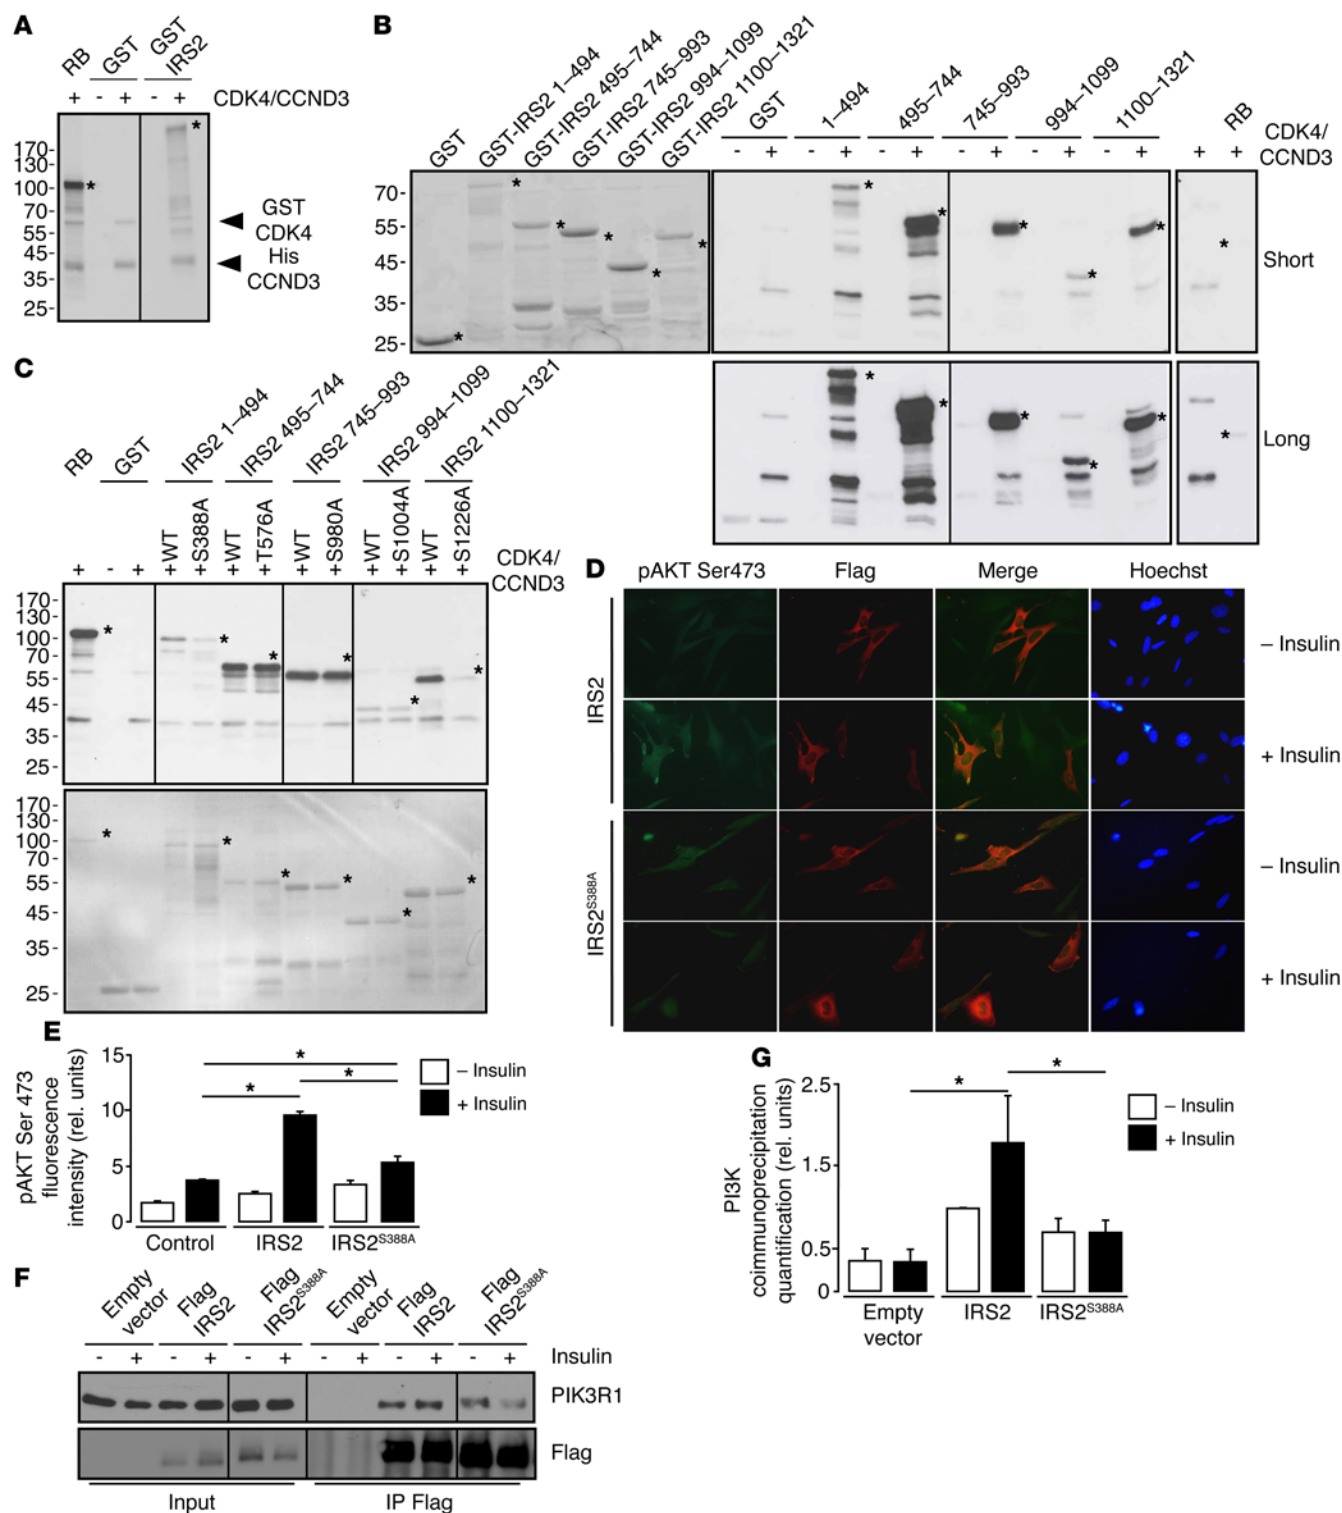 A
RB
GST
GST
IRS2
+ - + - + CDK4/CCND3
170-
130-
100-
70-
55-
45-
35-
25-
*
*
GST
CDK4
His
CCND3
B
GST
GST-IRS2 1–494
GST-IRS2 495–744
GST-IRS2 745–993
GST-IRS2 994–1099
GST-IRS2 1100–1321
GST
1–494
495–744
745–993
994–1099
1100–1321
RB
- + - + - + - + - + - + + +
CDK4/
CCND3
70-
55-
45-
35-
25-
* * * * * *
* * * * * *
Short
* * * * * *
Long
C
RB
GST
IRS2 1–494
IRS2 495–744
IRS2 745–993
IRS2 994–1099
IRS2 1100–1321
WT
S388A
WT
T576A
WT
S980A
WT
S1004A
WT
S1226A
+ - + + + + + + + + + + +
CDK4/
CCND3
170-
130-
100-
70-
55-
45-
35-
25-
* * * * * *
170-
130-
100-
70-
55-
45-
35-
25-
* * * * * *
D
pAKT Ser473 Flag Merge Hoechst
IRS2
– Insulin
+ Insulin
IRS2S388A
– Insulin
+ Insulin
E
pAKT Ser 473
fluorescence
intensity (rel. units)
15
10
5
0
* * *
– Insulin
+ Insulin
Control IRS2 IRS2S388A
F
Empty
vector
Flag
IRS2
Flag
IRS2S388A
Empty
vector
Flag
IRS2
Flag
IRS2S388A
- + - + - + - + - + - + Insulin
PIK3R1
Flag
Input IP Flag
G
PI3K
coimmunoprecipitation
quantification (rel. units)
2.5
1.5
0.5
0
* *
– Insulin
+ Insulin
Empty
vector
IRS2 IRS2S388A